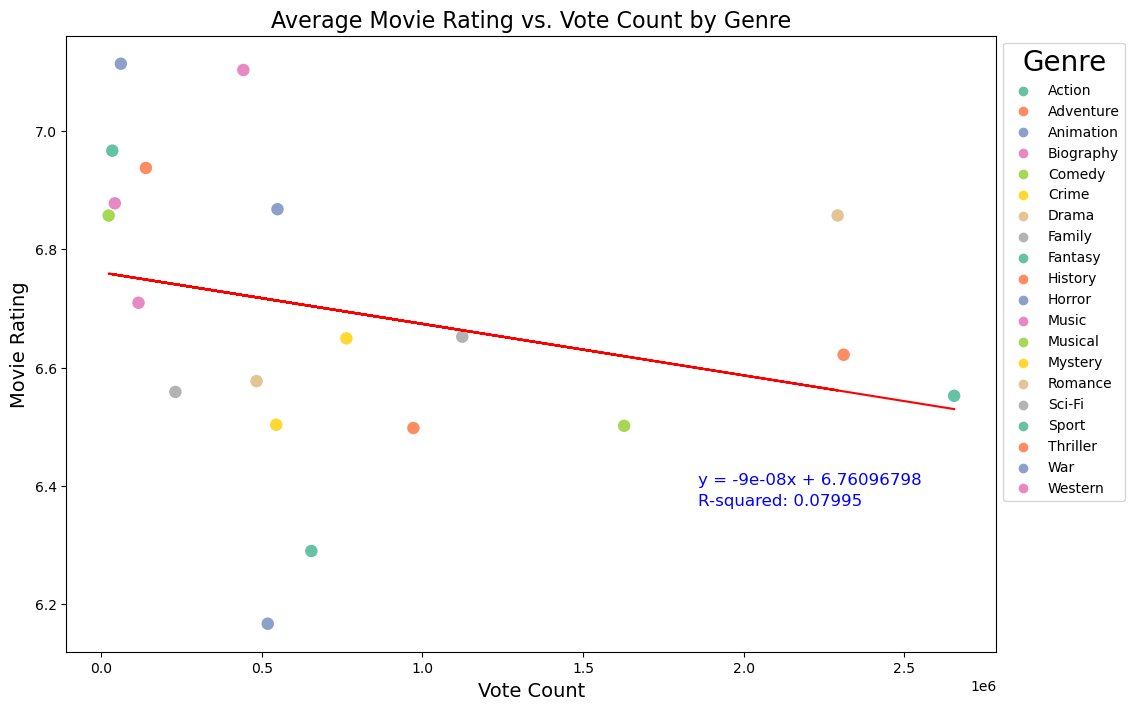 Average Movie Rating vs. Vote Count by Genre
Movie Rating
7.0
6.8
6.6
6.4
6.2
y = -9e-08x + 6.76096798
R-squared: 0.07995
0.0
0.5
1.0
1.5
2.0
2.5
1e6
Vote Count
Genre
Action
Adventure
Animation
Biography
Comedy
Crime
Drama
Family
Fantasy
History
Horror
Music
Musical
Mystery
Romance
Sci-Fi
Sport
Thriller
War
Western